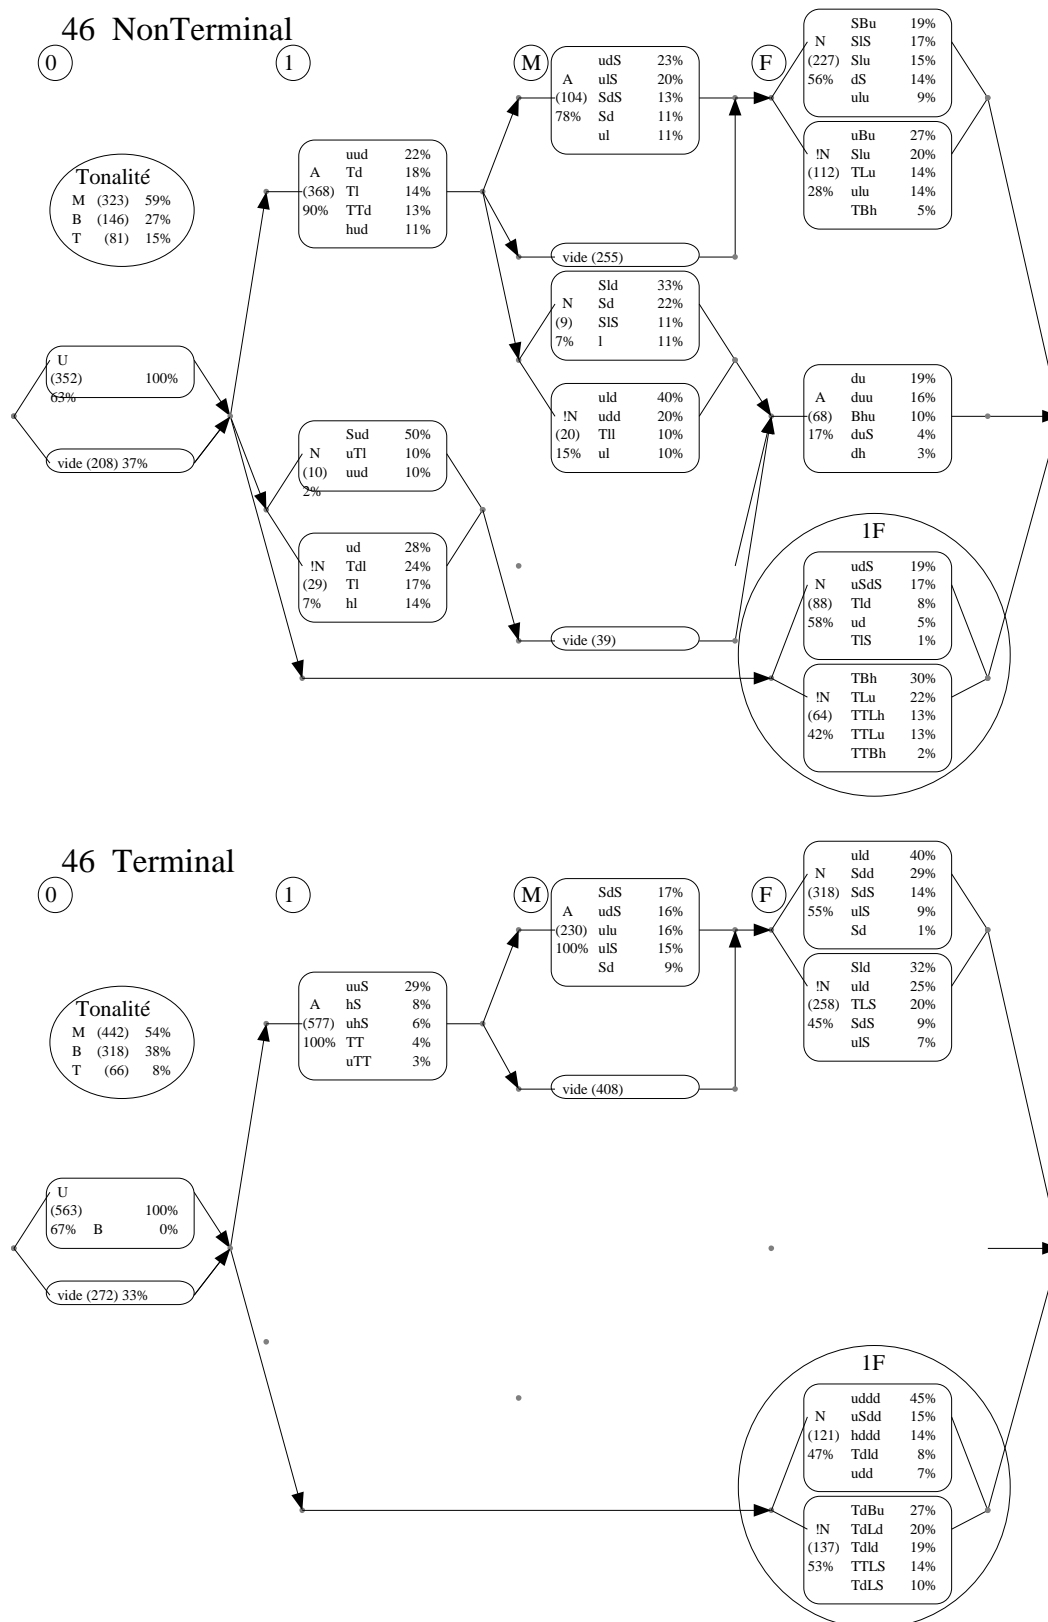 46 NonTerminal
0
1
M
F
Tonalité
M (323) 59%
B (146) 27%
T (81) 15%
U
(352) 100%
63%
vide (208) 37%
uud 22%
A Td 18%
(368) Tl 14%
90% TTd 13%
hud 11%
Sud 50%
N uTl 10%
(10) uud 10%
2%
ud 28%
!N Tdl 24%
(29) Tl 17%
7% hl 14%
udS 23%
A ulS 20%
(104) SdS 13%
78% Sd 11%
ul 11%
vide (255)
Sld 33%
N Sd 22%
(9) SlS 11%
7% l 11%
uld 40%
!N udd 20%
(20) Tll 10%
15% ul 10%
vide (39)
SBu 19%
N SlS 17%
(227) Slu 15%
56% dS 14%
ulu 9%
uBu 27%
!N Slu 20%
(112) TLu 14%
28% ulu 14%
TBh 5%
du 19%
A duu 16%
(68) Bhu 10%
17% duS 4%
dh 3%
1F
udS 19%
N uSdS 17%
(88) Tld 8%
58% ud 5%
TlS 1%
TBh 30%
!N TLu 22%
(64) TTLh 13%
42% TTLu 13%
TTBh 2%
46 Terminal
0
1
M
F
Tonalité
M (442) 54%
B (318) 38%
T (66) 8%
U
(563) 100%
67% B 0%
vide (272) 33%
uuS 29%
A hS 8%
(577) uhS 6%
100% TT 4%
uTT 3%
SdS 17%
A udS 16%
(230) ulu 16%
100% ulS 15%
Sd 9%
vide (408)
uld 40%
N Sdd 29%
(318) SdS 14%
55% ulS 9%
Sd 1%
Sld 32%
!N uld 25%
(258) TLS 20%
45% SdS 9%
ulS 7%
1F
uddd 45%
N uSdd 15%
(121) hddd 14%
47% Tdld 8%
udd 7%
TdBu 27%
!N TdLd 20%
(137) Tdld 19%
53% TTLS 14%
TdLS 10%